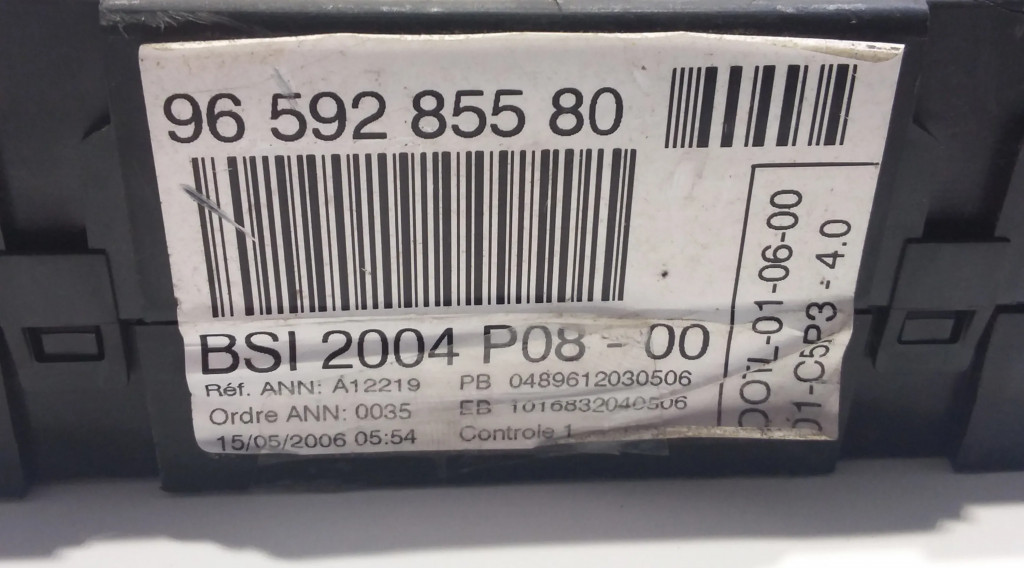 96 592 855 80
BSI 2004 P08 - 00
Réf. ANN: A12219 PB 0489612030506
Ordre ANN: 0035 EB 1016832040506
15/05/2006 05:54 Controle 1
DOTL-01-06-00
01-C5P3 - 4.0